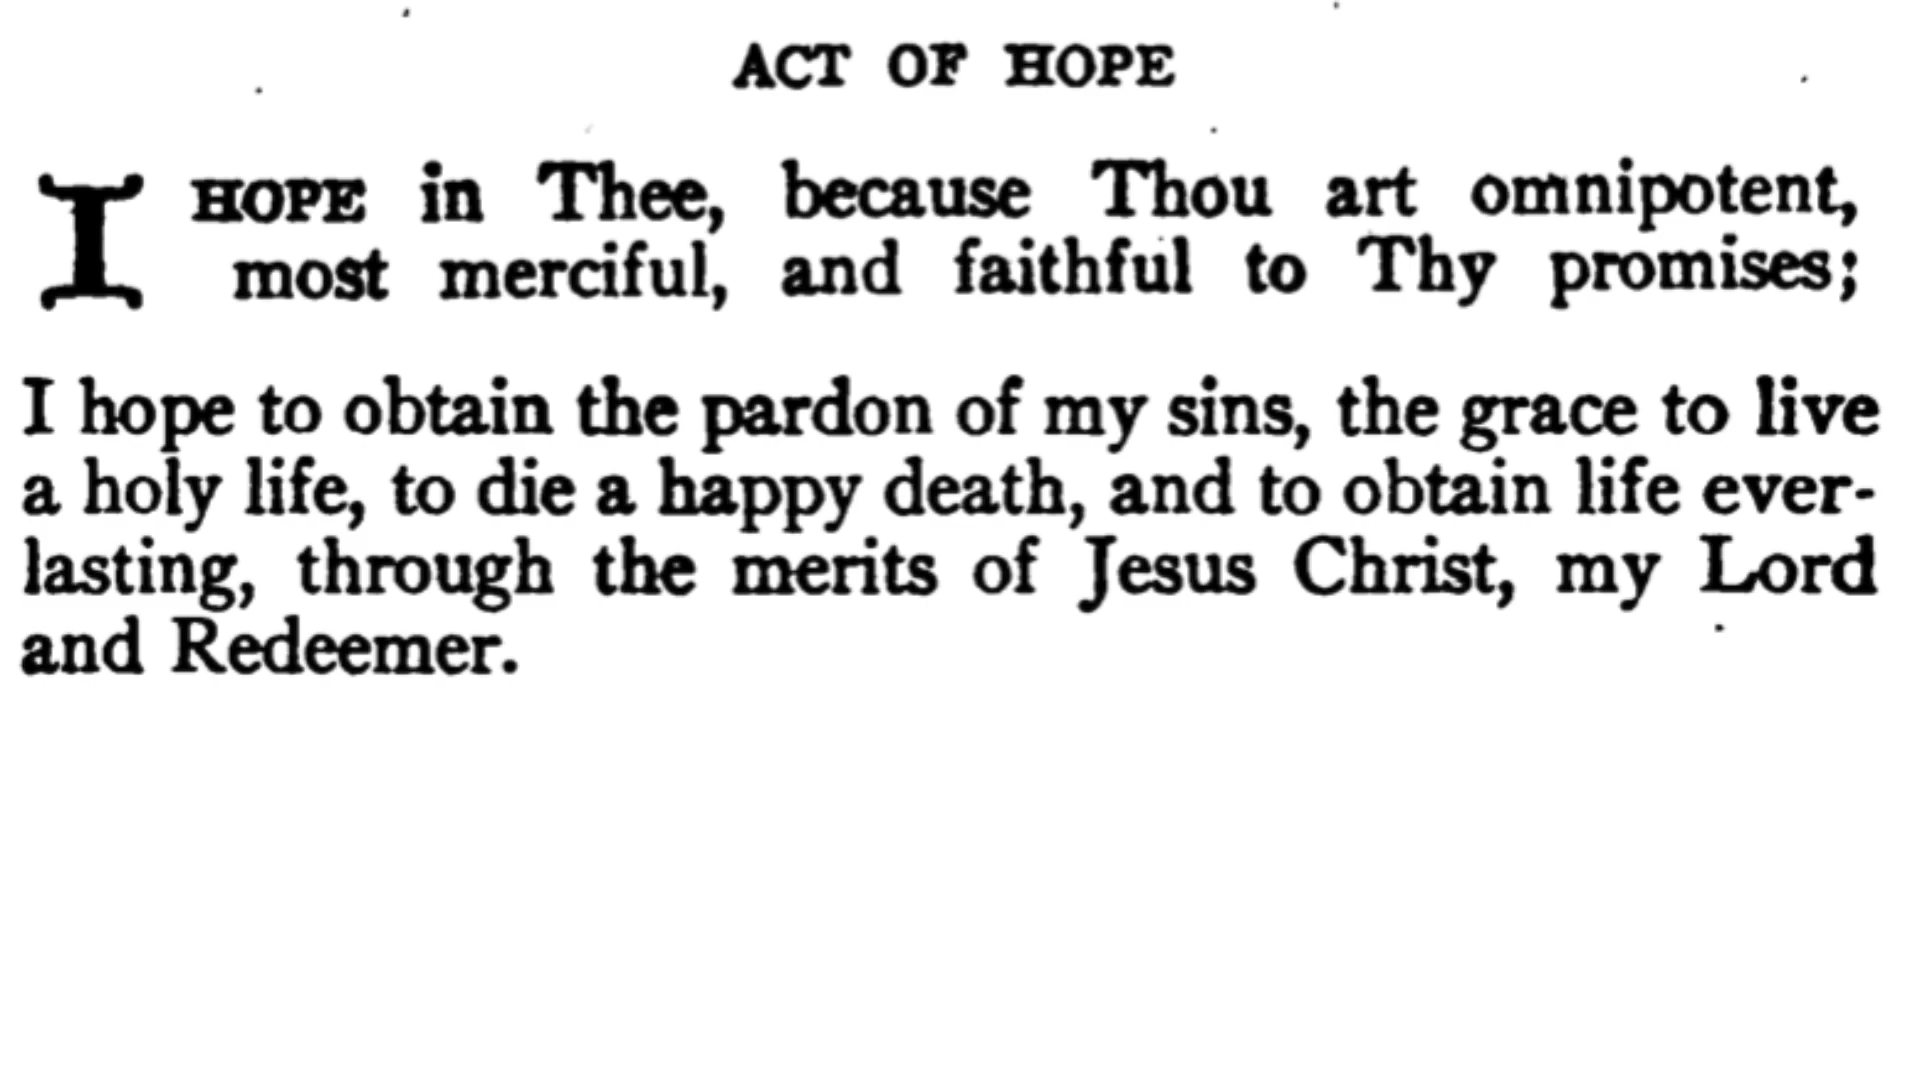 ACT OF HOPE
I HOPE in Thee, because Thou art omnipotent,
most merciful, and faithful to Thy promises;
I hope to obtain the pardon of my sins, the grace to live
a holy life, to die a happy death, and to obtain life ever-
lasting, through the merits of Jesus Christ, my Lord
and Redeemer.